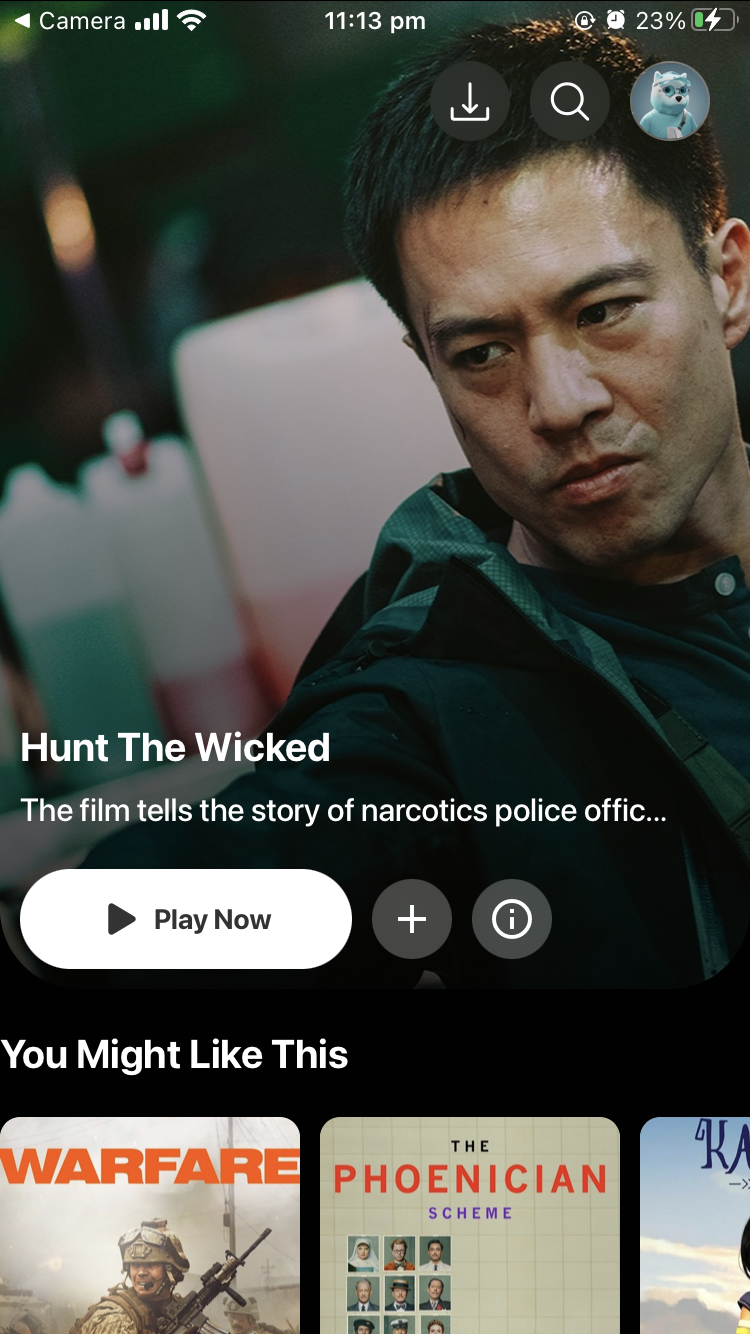 Camera
11:13 pm
23%
Hunt The Wicked
The film tells the story of narcotics police offic...
Play Now
You Might Like This
WARFARE
THE
PHOENICIAN
SCHEME
KA